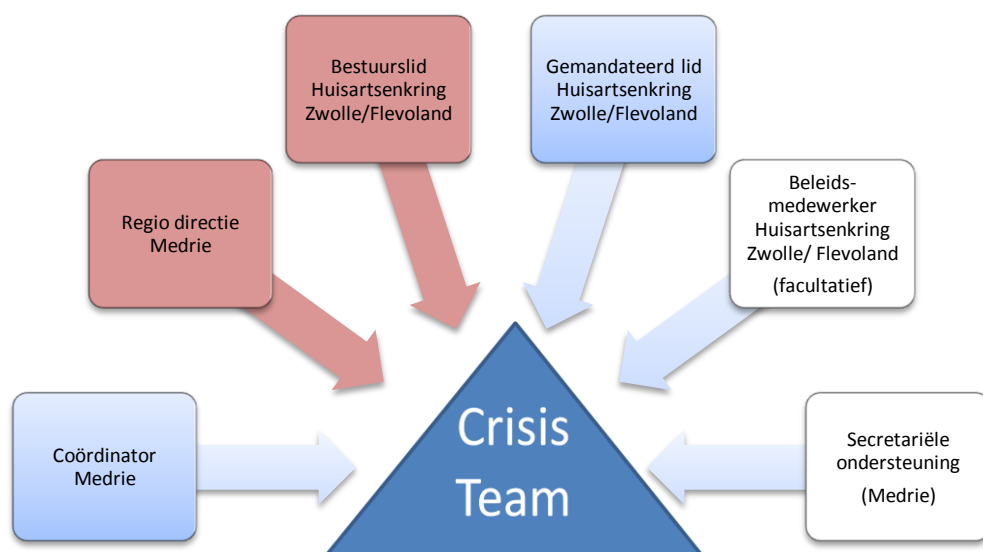 Bestuurslid
Huisartsenkring
Zwolle/Flevoland
Gemandateerd lid
Huisartsenkring
Zwolle/Flevoland
Regio directie
Medrie
Beleids-
medewerker
Huisartsenkring
Zwolle/ Flevoland
(facultatief)
Coördinator
Medrie
Crisis
Team
Secretariële
ondersteuning
(Medrie)